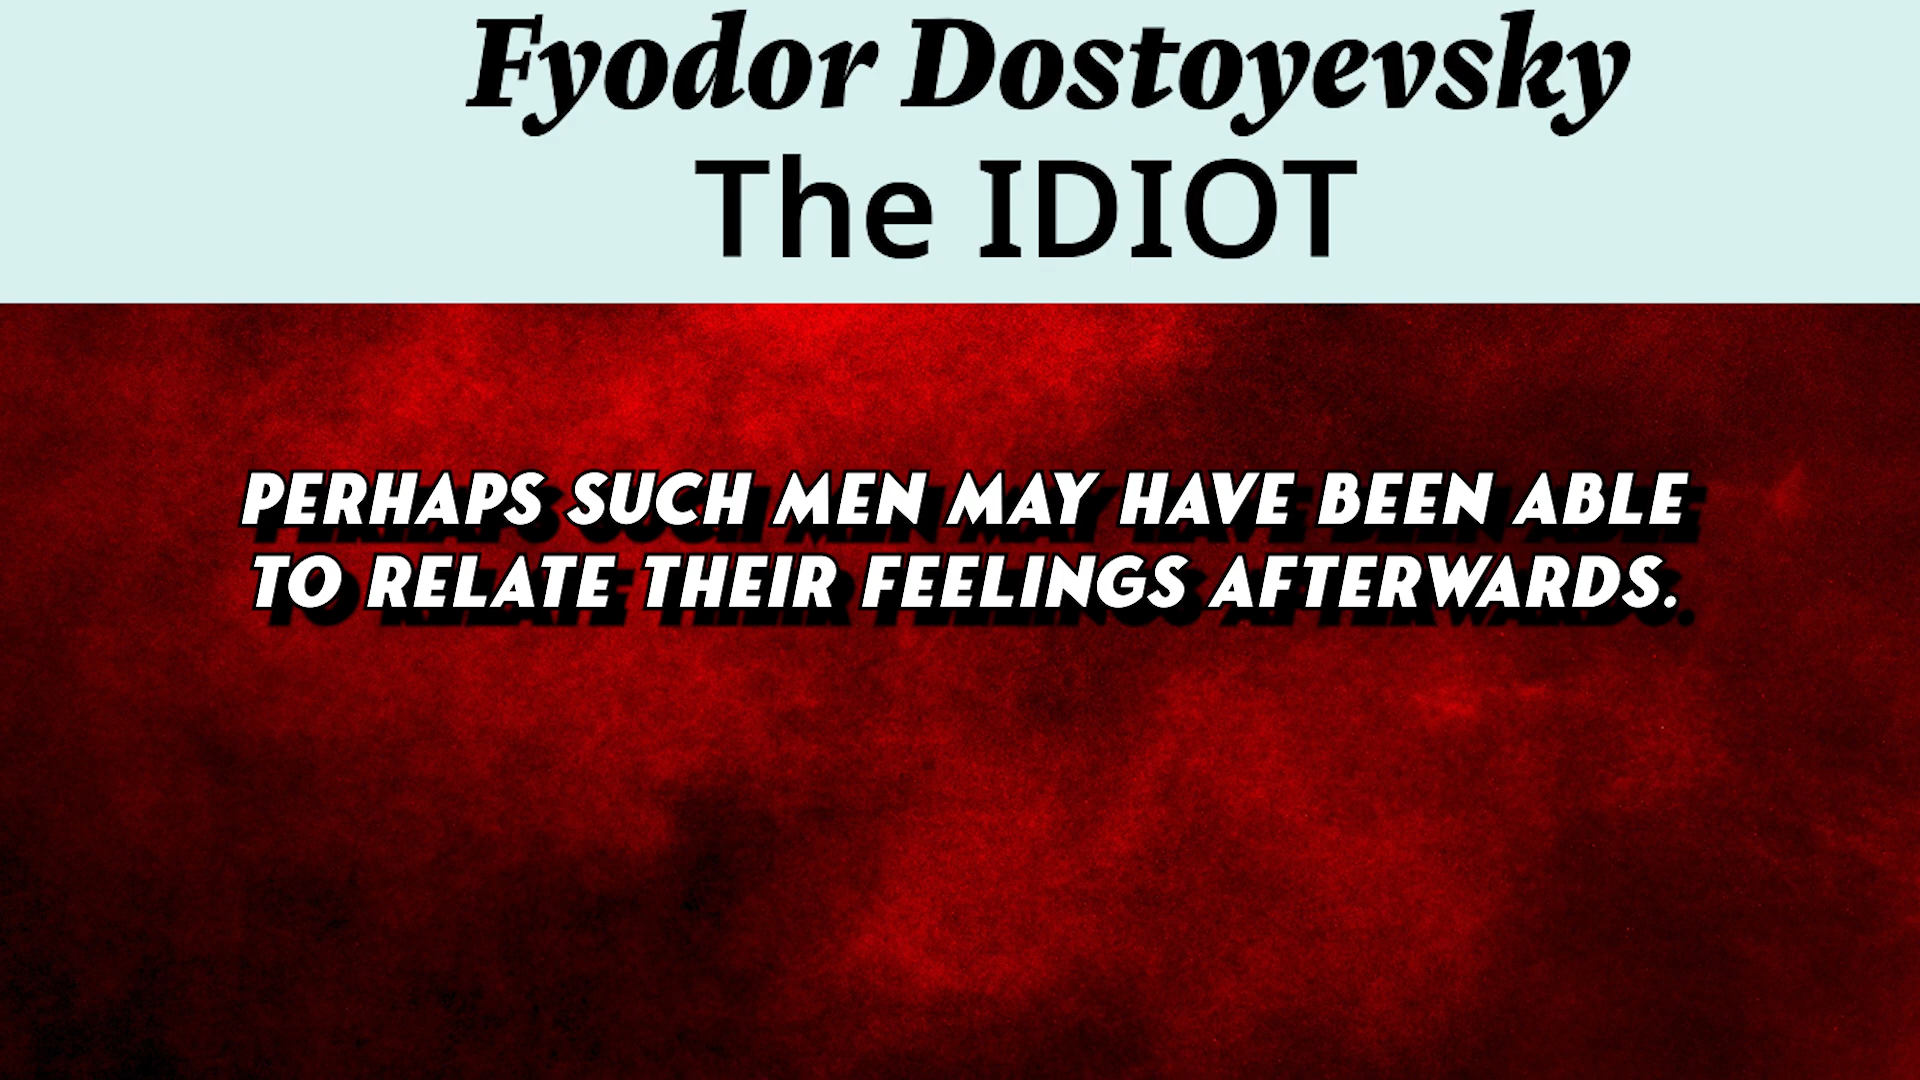 Fyodor Dostoyevsky
The IDIOT
PERHAPS SUCH MEN MAY HAVE BEEN ABLE
TO RELATE THEIR FEELINGS AFTERWARDS.